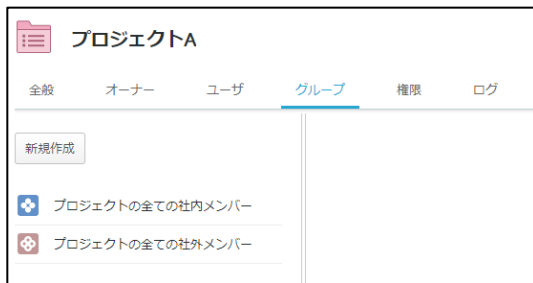 プロジェクトA
全般 オーナー ユーザ グループ 権限 ログ
新規作成
プロジェクトの全ての社内メンバー
プロジェクトの全ての社外メンバー